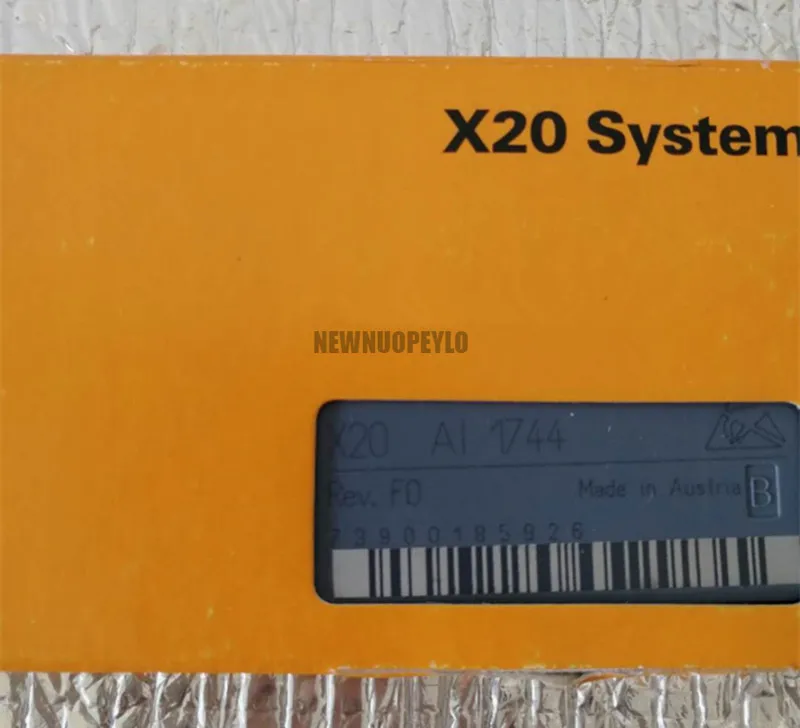 X20 System
NEWNUOPEYLO
X20 AI 1744
Rev. F0
Made in Austria B
73900185926